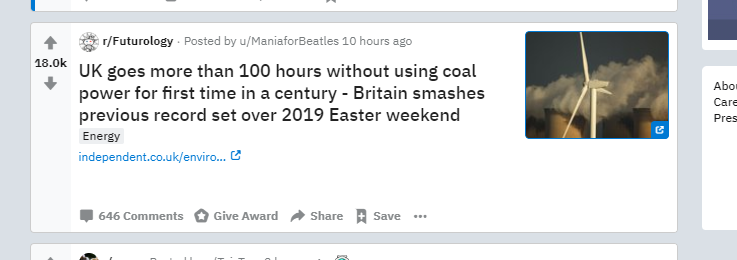 r/Futurology · Posted by u/ManiaforBeatles 10 hours ago
18.0k
UK goes more than 100 hours without using coal
power for first time in a century - Britain smashes
previous record set over 2019 Easter weekend
Energy
independent.co.uk/enviro...
646 Comments Give Award Share Save ...
Abou
Care
Pres